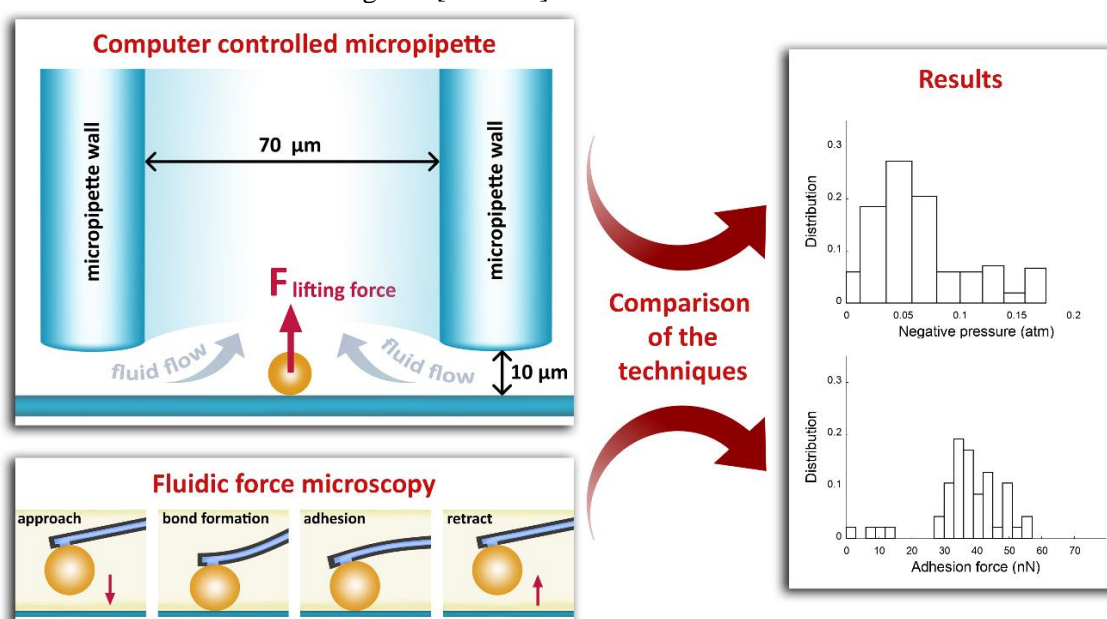 Computer controlled micropipette
micropipette wall
70 μm
micropipette wall
F lifting force
fluid flow
fluid flow
10 μm
Fluidic force microscopy
approach
bond formation
adhesion
retract
Comparison
of the
techniques
Results
Distribution
0.3
0.2
0.1
0
0 0.05 0.1 0.15 0.2
Negative pressure (atm)
Distribution
0.3
0.2
0.1
0
0 10 20 30 40 50 60 70
Adhesion force (nN)